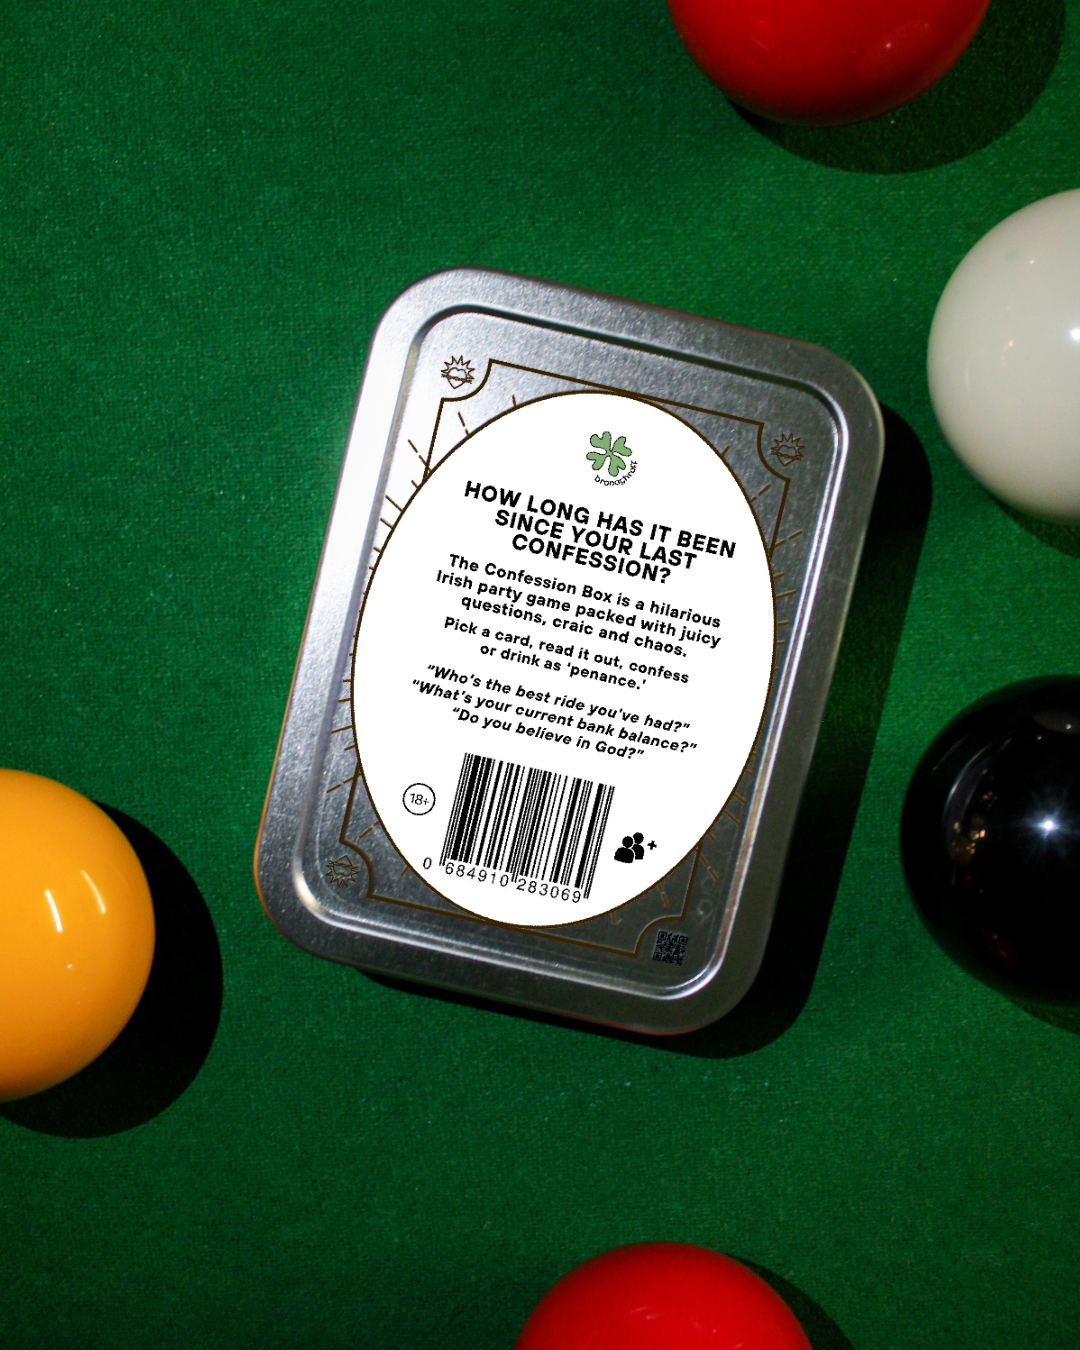 bronaghroff
HOW LONG HAS IT BEEN
SINCE YOUR LAST
CONFESSION?
The Confession Box is a hilarious
Irish party game packed with juicy
questions, craic and chaos.
Pick a card, read it out, confess
or drink as ‘penance.’
“Who’s the best ride you’ve had?”
“What’s your current bank balance?”
“Do you believe in God?”
18+
+
0 684910 283069